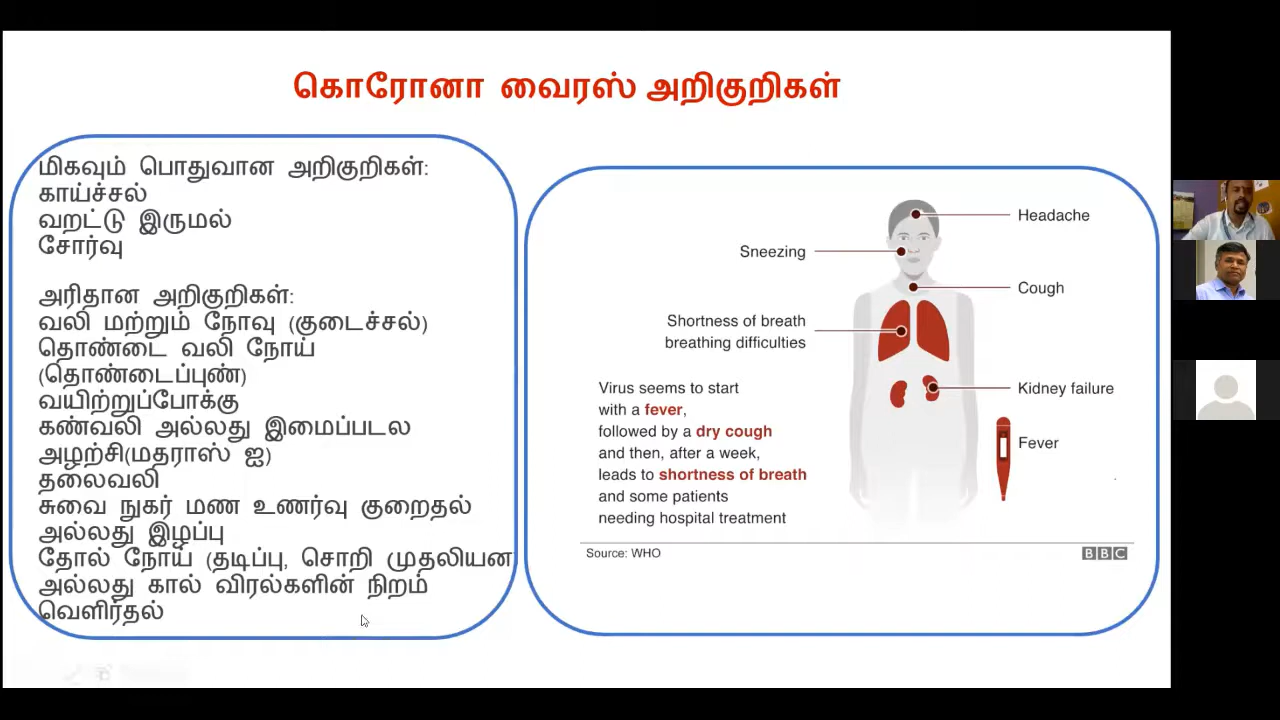 கொரோனா வைரஸ் அறிகுறிகள்
மிகவும் பொதுவான அறிகுறிகள்:
காய்ச்சல்
வறட்டு இருமல்
சோர்வு
அரிதான அறிகுறிகள்:
வலி மற்றும் நோவு (குடைச்சல்)
தொண்டை வலி நோய்
(தொண்டைப்புண்)
வயிற்றுப்போக்கு
கண்வலி அல்லது இமைப்படல
அழற்சி(மதராஸ் ஐ)
தலைவலி
சுவை நுகர் மண உணர்வு குறைதல்
அல்லது இழப்பு
தோல் நோய் (தடிப்பு, சொறி முதலியன)
அல்லது கால் விரல்களின் நிறம்
வெளிர்தல்
Headache
Sneezing
Cough
Shortness of breath
breathing difficulties
Kidney failure
Fever
Virus seems to start
with a fever,
followed by a dry cough
and then, after a week,
leads to shortness of breath
and some patients
needing hospital treatment
Source: WHO
BBC